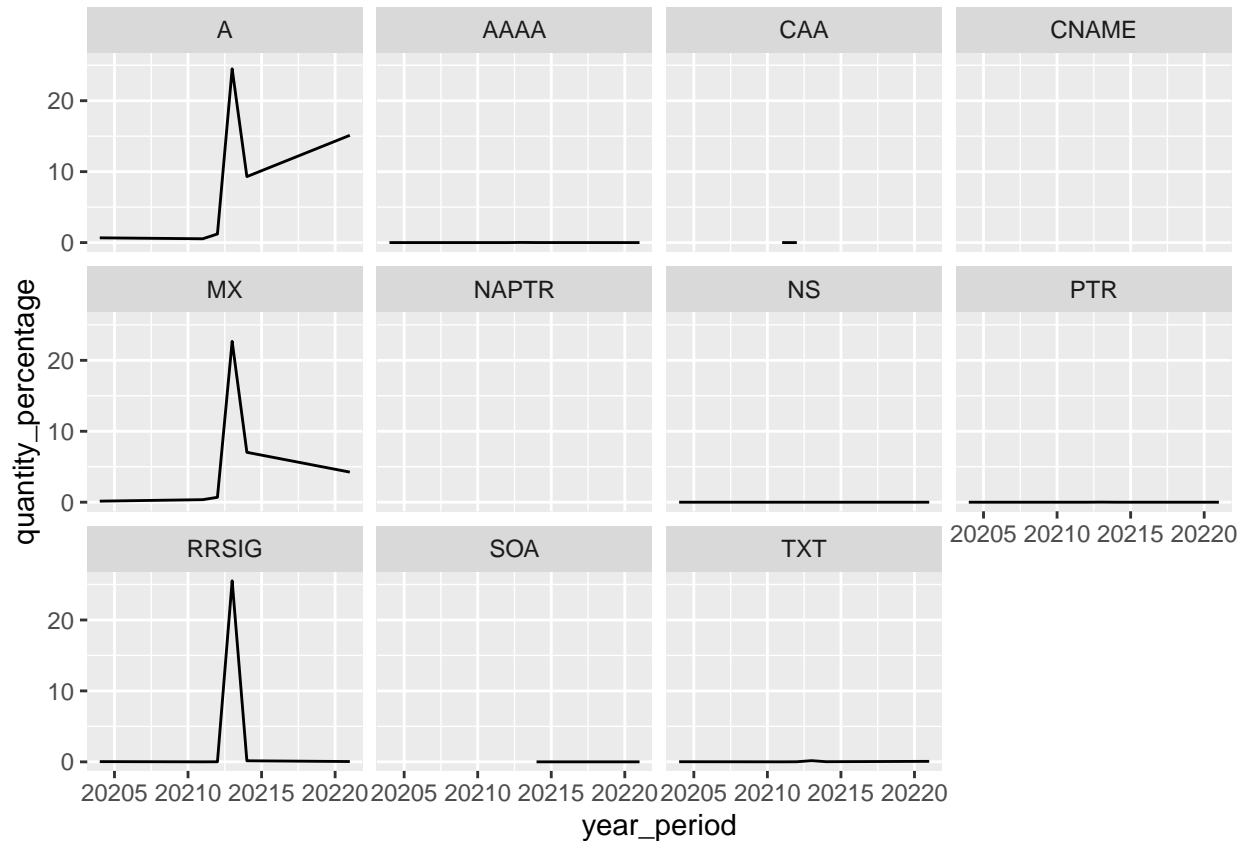 A AAAA CAA CNAME
20
10
0
MX NAPTR NS PTR
20
10
0
20205 20210 20215 20220
RRSIG SOA TXT
20
10
0
20205 20210 20215 20220 20205 20210 20215 20220 20205 20210 20215 20220
year_period
quantity_percentage